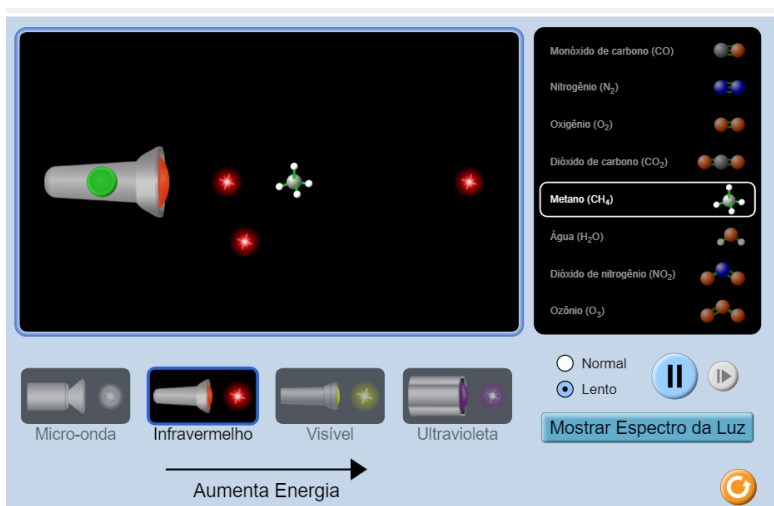 Monóxido de carbono (CO)
Nitrogênio (N₂)
Oxigênio (O₂)
Dióxido de carbono (CO₂)
Metano (CH₄)
Água (H₂O)
Dióxido de nitrogênio (NO₂)
Ozônio (O₃)
Normal
Lento
Micro-onda
Infravermelho
Visível
Ultravioleta
Mostrar Espectro da Luz
Aumenta Energia